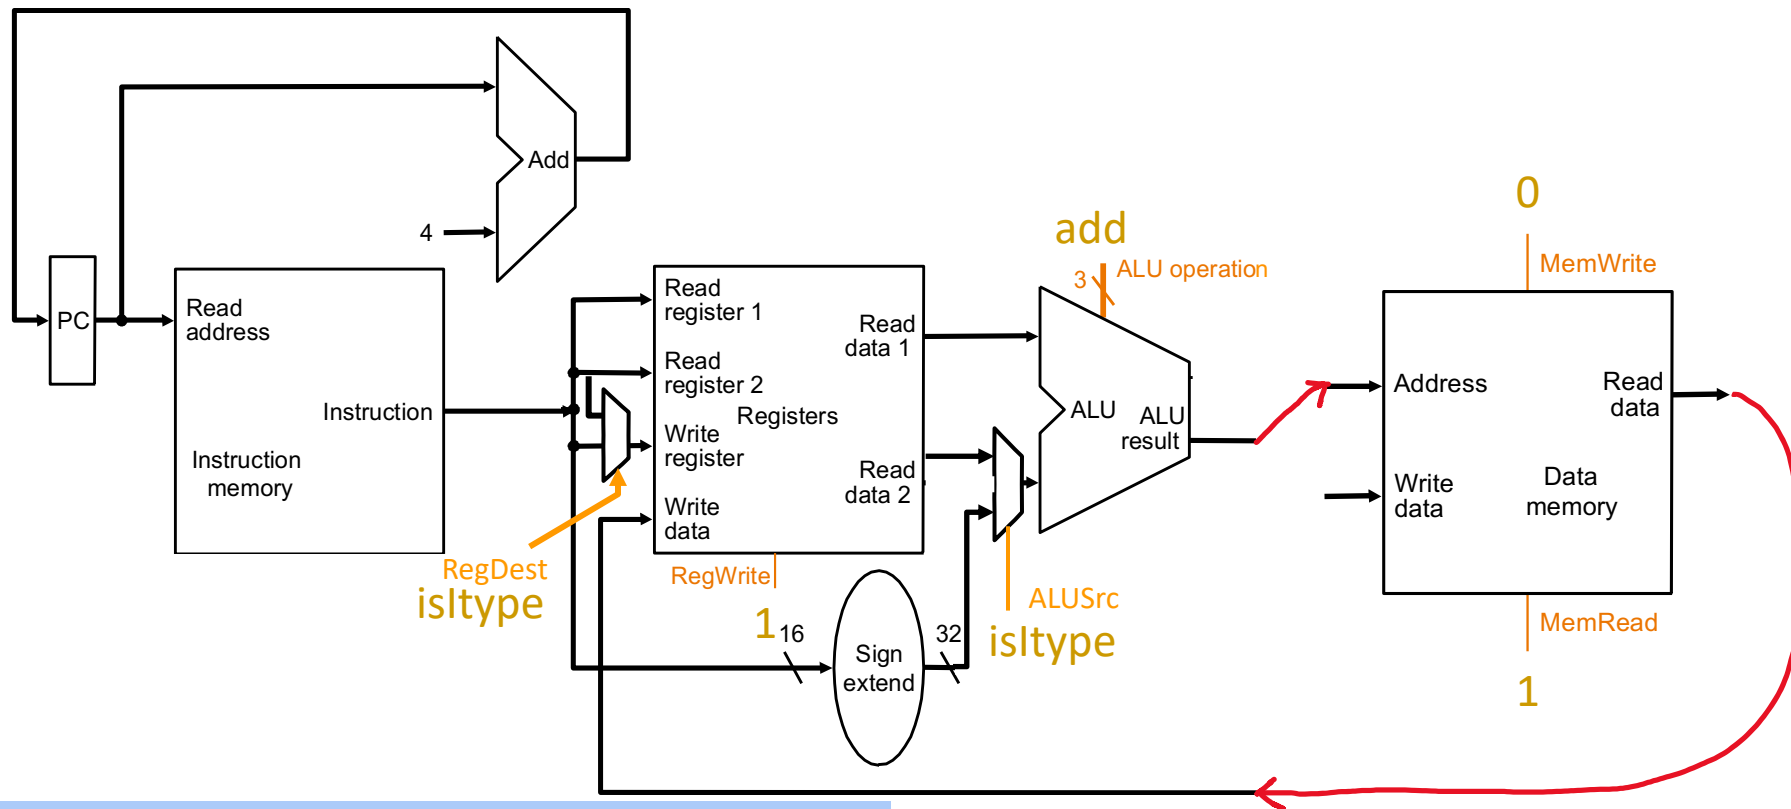 Add
4
PC
Read
address
Instruction
Instruction
memory
Read
register 1
Read
register 2
Registers
Write
register
Write
data
Read
data 1
Read
data 2
RegDest
isItype
RegWrite
1
16
Sign
extend
32
ALUSrc
isItype
add
ALU operation
3
ALU
ALU
result
0
MemWrite
Address
Read
data
Write
data
Data
memory
MemRead
1